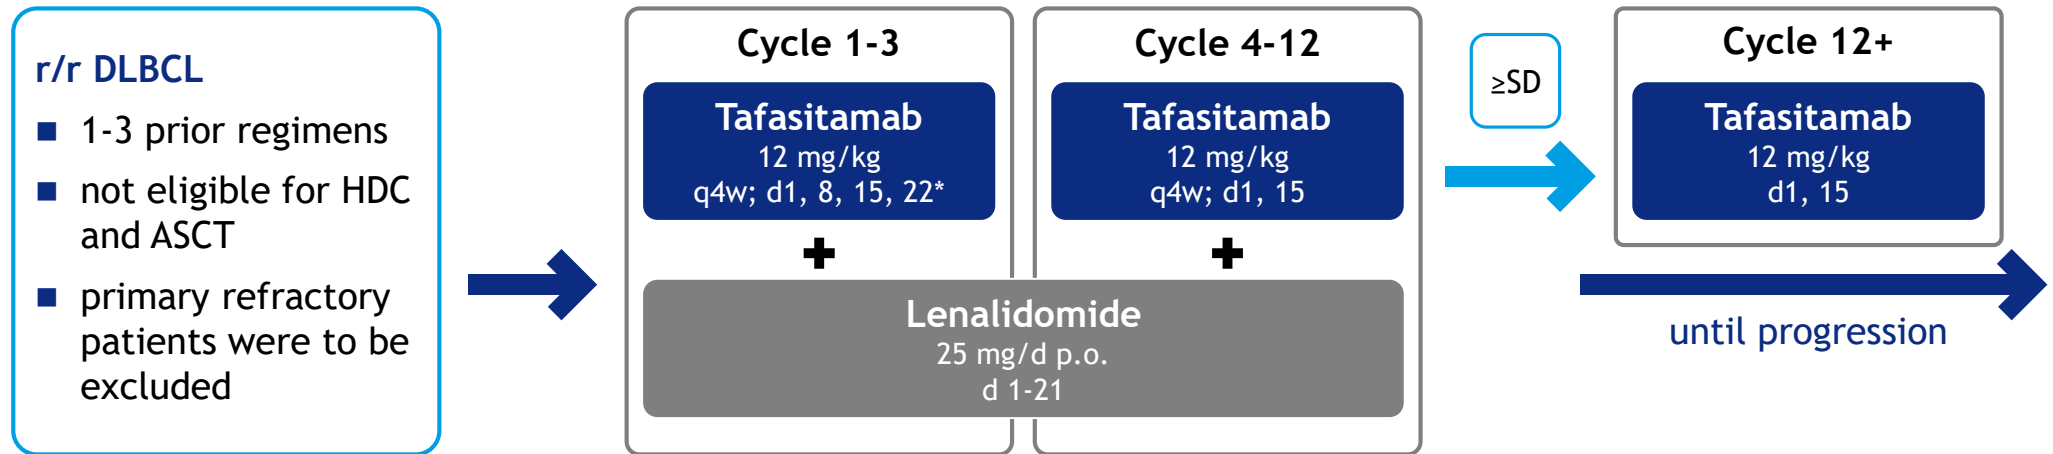 r/r DLBCL
■ 1-3 prior regimens
■ not eligible for HDC
and ASCT
■ primary refractory
patients were to be
excluded
Cycle 1-3
Tafasitamab
12 mg/kg
q4w; d1, 8, 15, 22*
+
Cycle 4-12
Tafasitamab
12 mg/kg
q4w; d1, 15
+
Lenalidomide
25 mg/d p.o.
d 1-21
≥SD
Cycle 12+
Tafasitamab
12 mg/kg
d1, 15
until progression